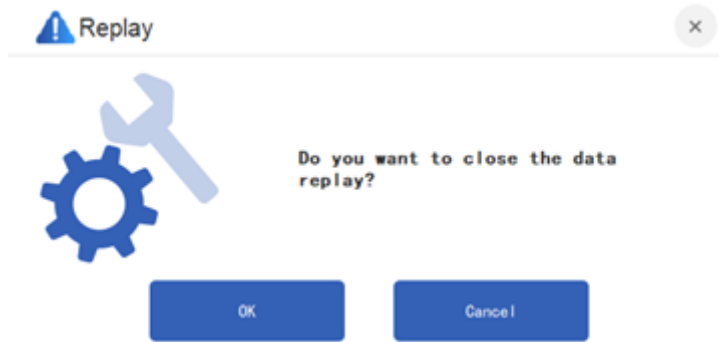 Replay
Do you want to close the data
replay?
OK
Cancel